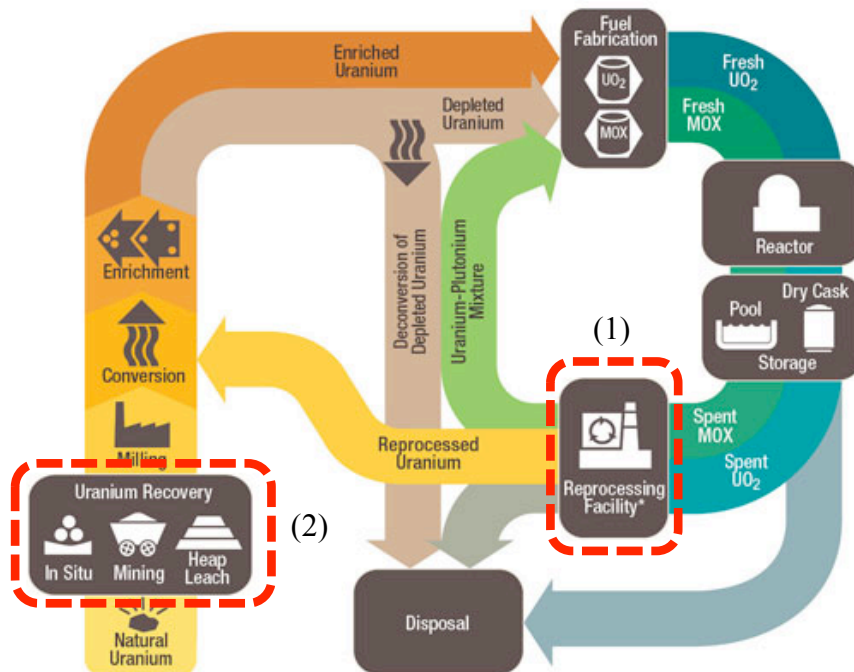 Fuel
Fabrication
UO2
MOX
Enriched
Uranium
Depleted
Uranium
Fresh
UO2
Fresh
MOX
Reactor
Enrichment
Deconversion of
Depleted Uranium
Uranium-Plutonium
Mixture
Pool
Dry Cask
Storage
(1)
Conversion
Milling
Reprocessed
Uranium
Reprocessing
Facility*
Spent
MOX
Spent
UO2
Uranium Recovery
In Situ
Mining
Heap
Leach
(2)
Disposal
Natural
Uranium